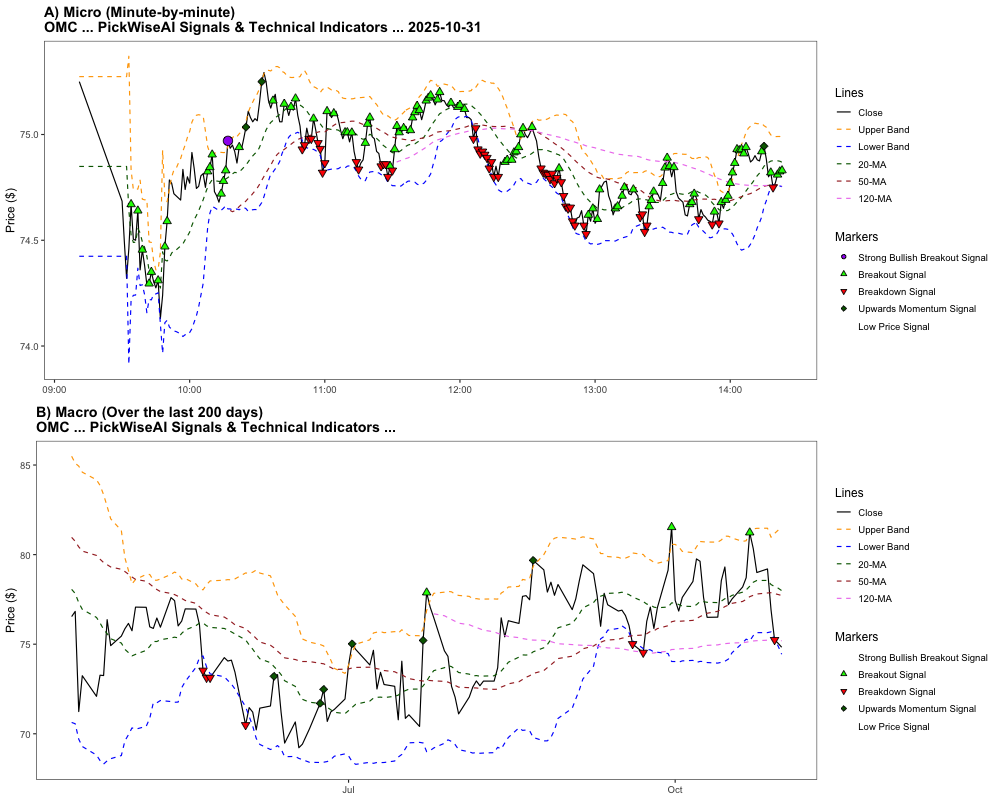 A) Micro (Minute-by-minute)
OMC ... PickWiseAI Signals & Technical Indicators ... 2025-10-31
Price ($)
75.0
74.5
74.0
09:00
10:00
11:00
12:00
13:00
14:00
Lines
Close
Upper Band
Lower Band
20-MA
50-MA
120-MA
Markers
Strong Bullish Breakout Signal
Breakout Signal
Breakdown Signal
Upwards Momentum Signal
Low Price Signal
B) Macro (Over the last 200 days)
OMC ... PickWiseAI Signals & Technical Indicators ...
Price ($)
85
80
75
70
Jul
Oct
Lines
Close
Upper Band
Lower Band
20-MA
50-MA
120-MA
Markers
Strong Bullish Breakout Signal
Breakout Signal
Breakdown Signal
Upwards Momentum Signal
Low Price Signal